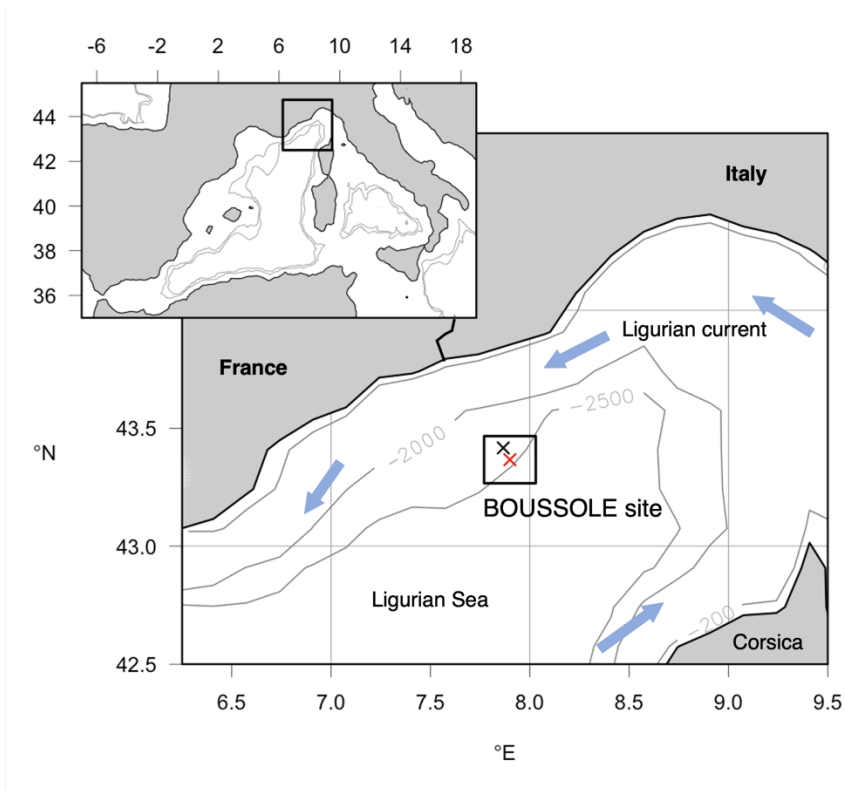 -6 -2 2 6 10 14 18
44
42
40
38
36
Italy
Ligurian current
France
-2500
43.5
-2000
°N
BOUSSOLE site
43.0
Ligurian Sea
-200
Corsica
42.5
6.5 7.0 7.5 8.0 8.5 9.0 9.5
°E